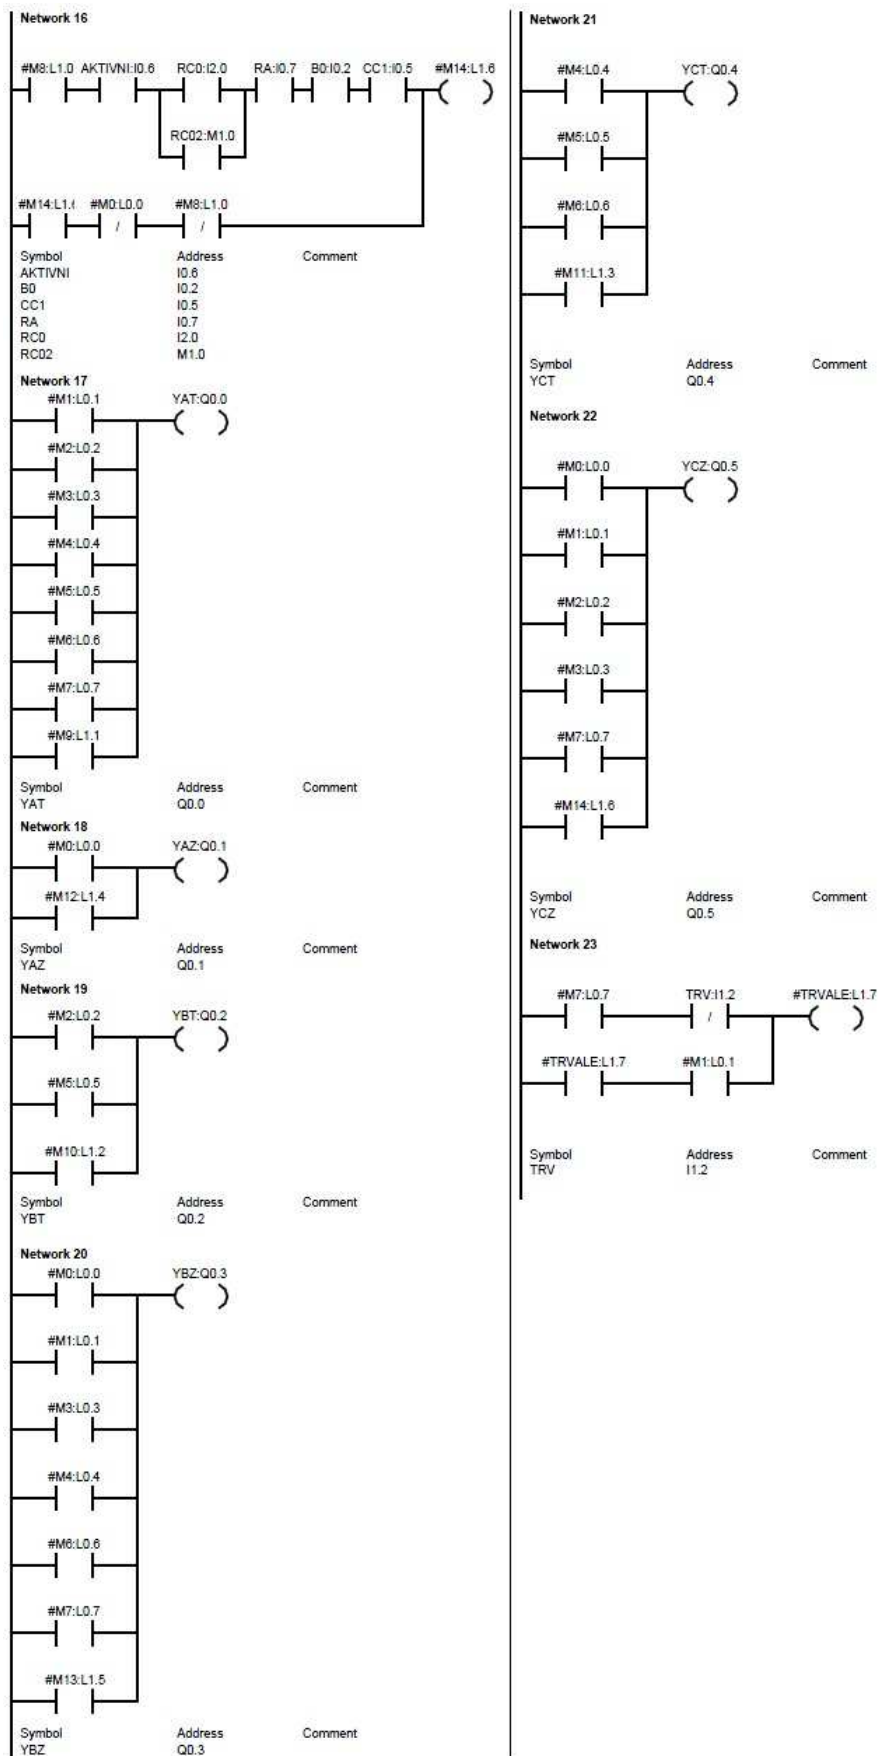 Network 16
#M8:L1.0 AKTIVNI:I0.6 RC0:I2.0 RA:I0.7 B0:I0.2 CC1:I0.5 #M14:L1.6
RC02:M1.0
#M14:L1.( #M0:L0.0 #M8:L1.0
/ /
Symbol Address Comment
AKTIVNI I0.6
B0 I0.2
CC1 I0.5
RA I0.7
RC0 I2.0
RC02 M1.0
Network 17
#M1:L0.1 YAT:Q0.0
#M2:L0.2
#M3:L0.3
#M4:L0.4
#M5:L0.5
#M6:L0.6
#M7:L0.7
#M9:L1.1
Symbol Address Comment
YAT Q0.0
Network 18
#M0:L0.0 YAZ:Q0.1
#M12:L1.4
Symbol Address Comment
YAZ Q0.1
Network 19
#M2:L0.2 YBT:Q0.2
#M5:L0.5
#M10:L1.2
Symbol Address Comment
YBT Q0.2
Network 20
#M0:L0.0 YBZ:Q0.3
#M1:L0.1
#M3:L0.3
#M4:L0.4
#M6:L0.6
#M7:L0.7
#M13:L1.5
Symbol Address Comment
YBZ Q0.3
Network 21
#M4:L0.4 YCT:Q0.4
#M5:L0.5
#M6:L0.6
#M11:L1.3
Symbol Address Comment
YCT Q0.4
Network 22
#M0:L0.0 YCZ:Q0.5
#M1:L0.1
#M2:L0.2
#M3:L0.3
#M7:L0.7
#M14:L1.6
Symbol Address Comment
YCZ Q0.5
Network 23
#M7:L0.7 TRV:I1.2 #TRVALE:L1.7
/
#TRVALE:L1.7 #M1:L0.1
Symbol Address Comment
TRV I1.2